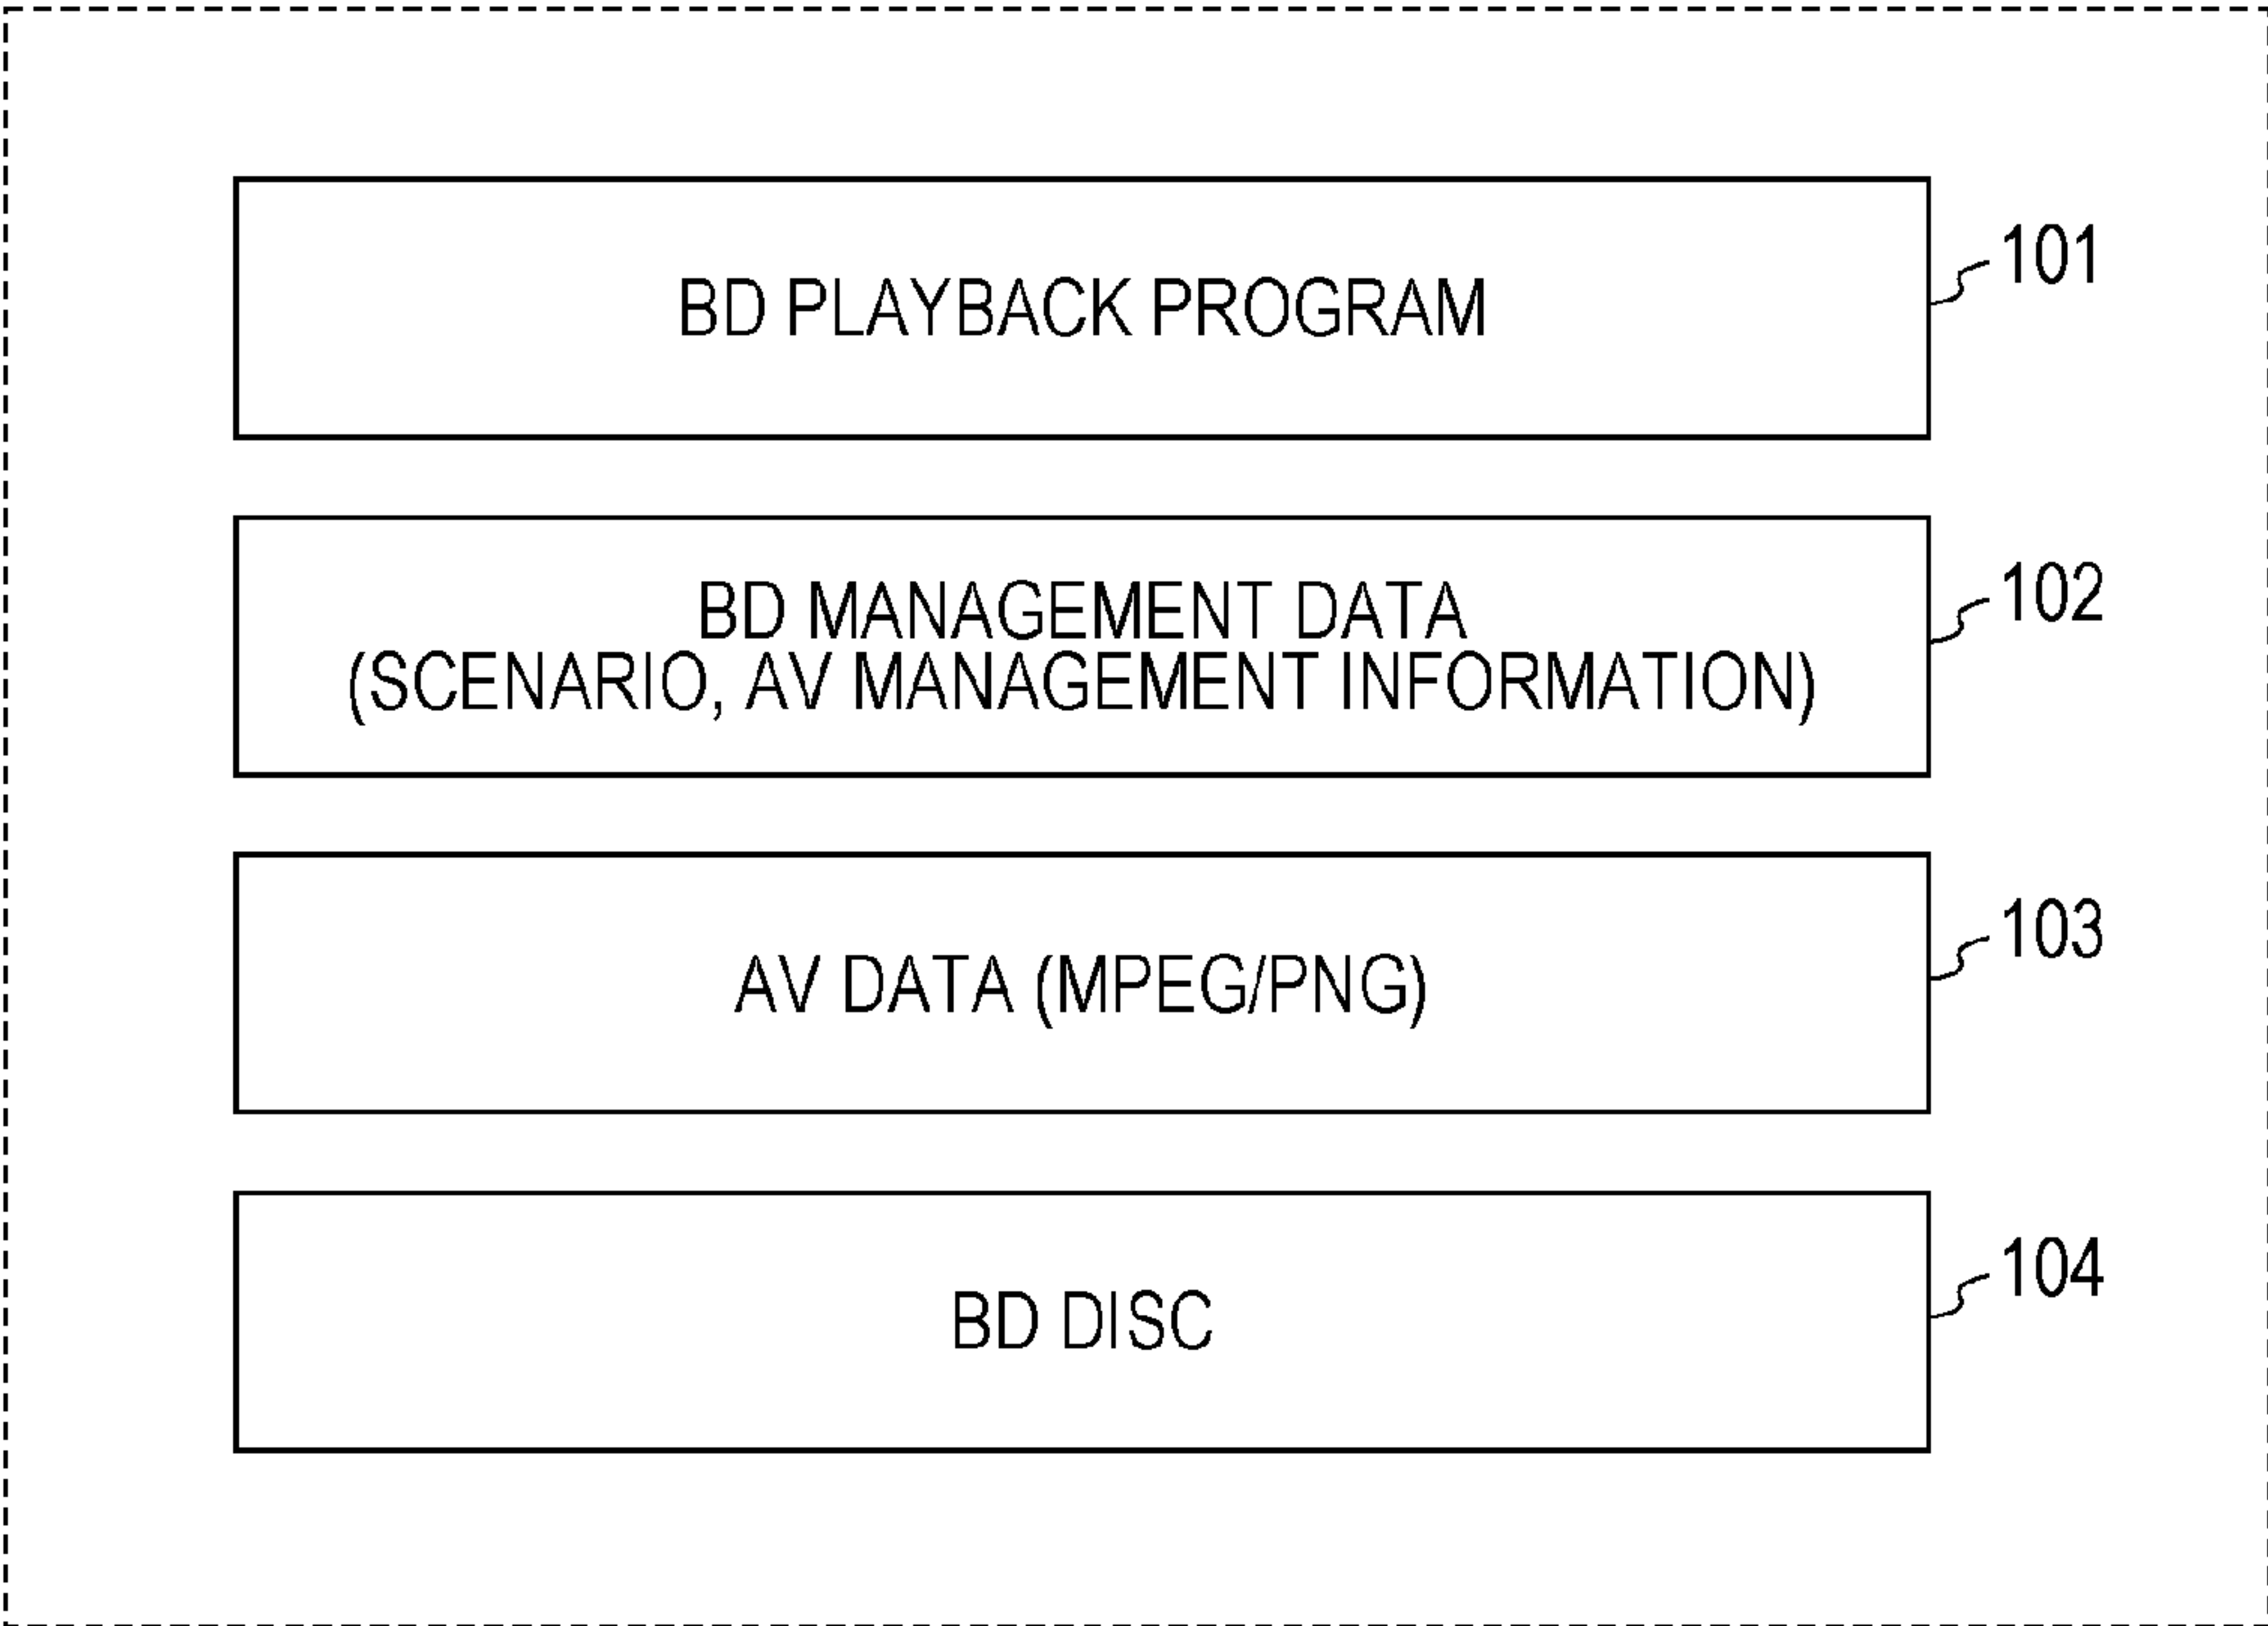 BD PLAYBACK PROGRAM
101
BD MANAGEMENT DATA
(SCENARIO, AV MANAGEMENT INFORMATION)
102
AV DATA (MPEG/PNG)
103
BD DISC
104